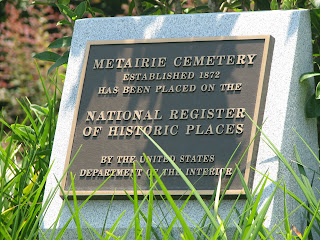 METAIRIE CEMETERY
ESTABLISHED 1872
HAS BEEN PLACED ON THE
NATIONAL REGISTER
OF HISTORIC PLACES
BY THE UNITED STATES
DEPARTMENT OF THE INTERIOR